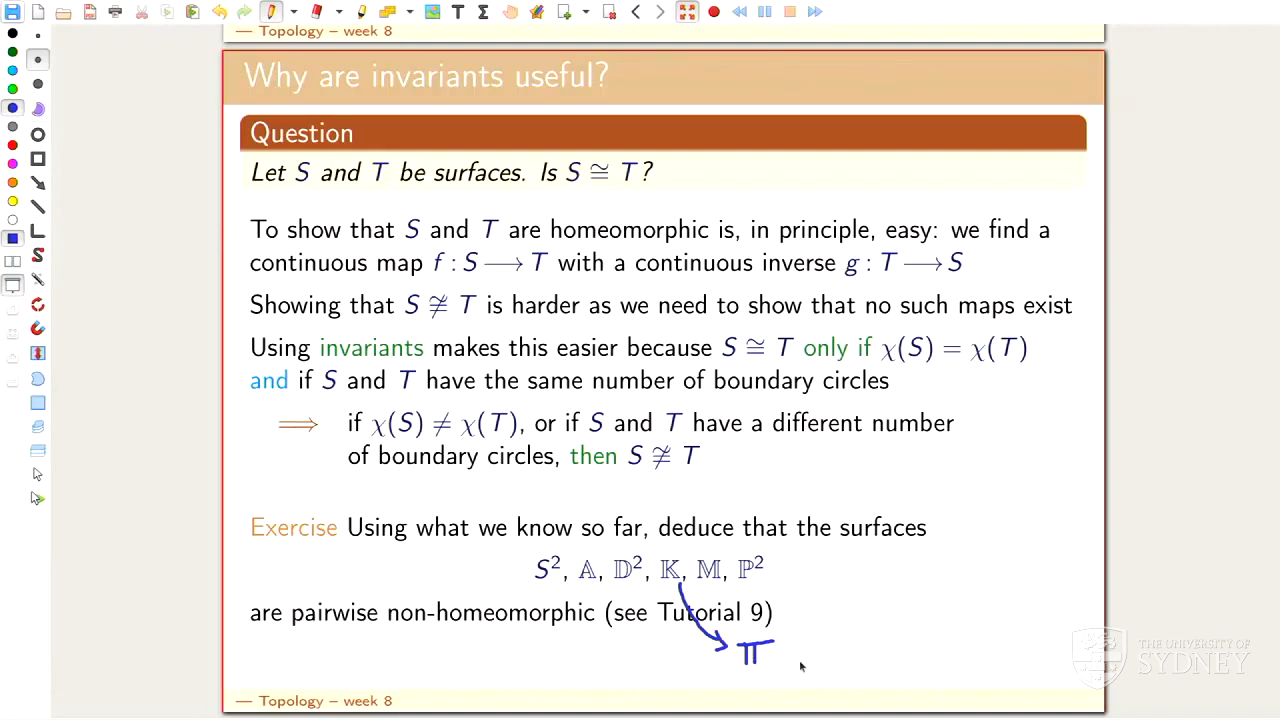 — Topology – week 8
Why are invariants useful?
Question
Let S and T be surfaces. Is S ≅ T?
To show that S and T are homeomorphic is, in principle, easy: we find a
continuous map f : S ⟶ T with a continuous inverse g : T ⟶ S
Showing that S ≇ T is harder as we need to show that no such maps exist
Using invariants makes this easier because S ≅ T only if χ(S) = χ(T)
and if S and T have the same number of boundary circles
⟹ if χ(S) ≠ χ(T), or if S and T have a different number
of boundary circles, then S ≇ T
Exercise Using what we know so far, deduce that the surfaces
S², 𝔸, 𝔻², 𝕂, 𝕄, ℙ²
are pairwise non-homeomorphic (see Tutorial 9)
𝕋
THE UNIVERSITY OF
SYDNEY
— Topology – week 8